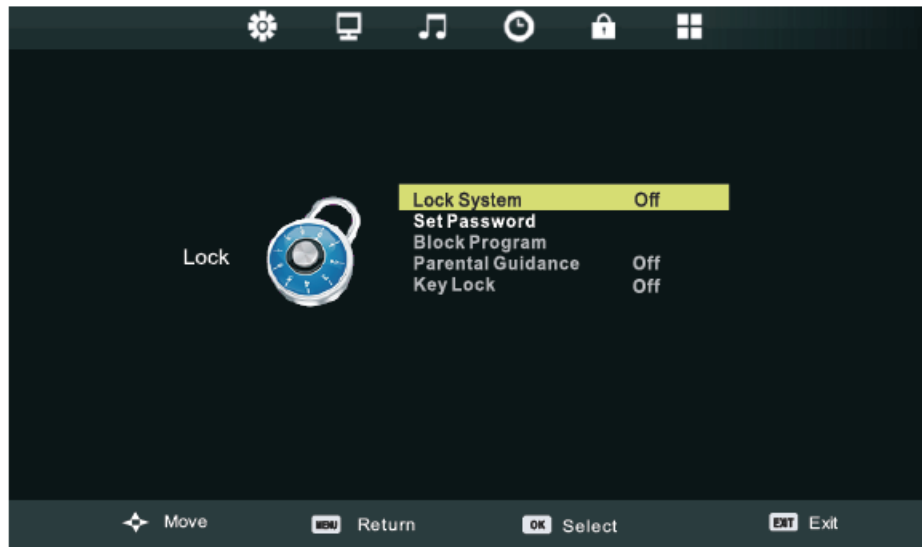 Lock
Lock System Off
Set Password
Block Program
Parental Guidance Off
Key Lock Off
Move MENU Return OK Select EXIT Exit